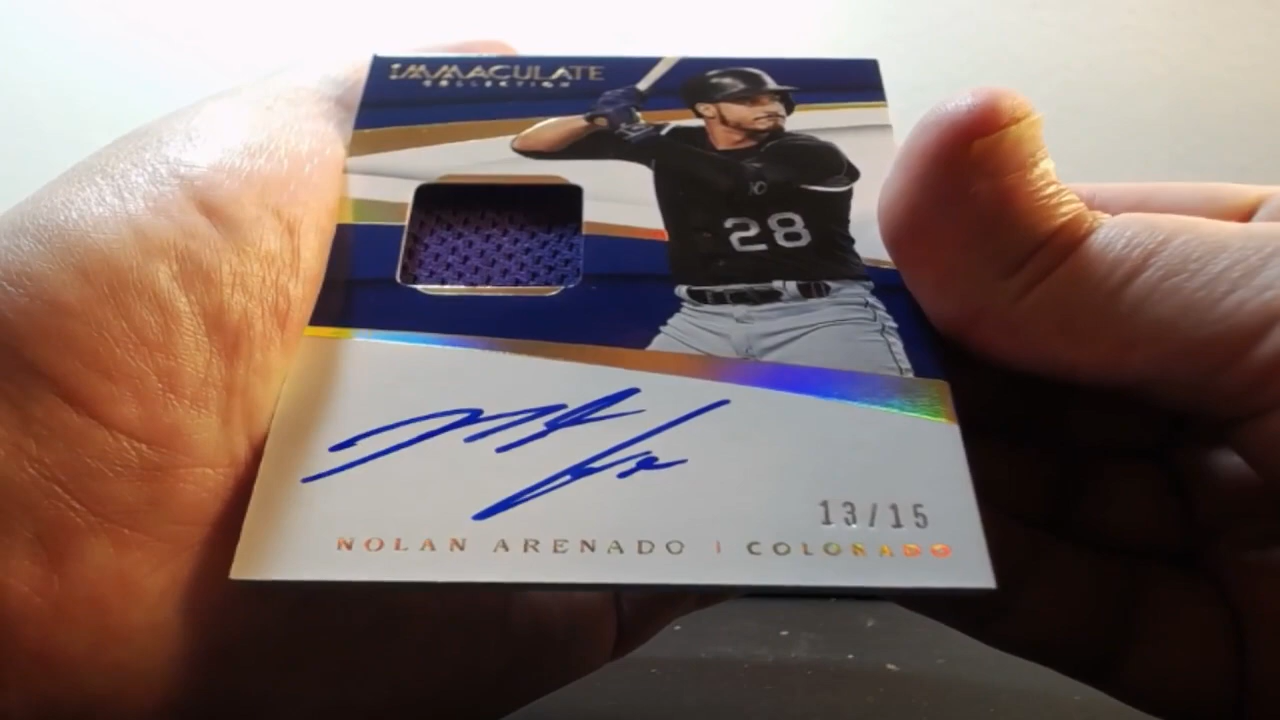 IMMACULATE
COLLECTION
28
13/15
NOLAN ARENADO | COLORADO